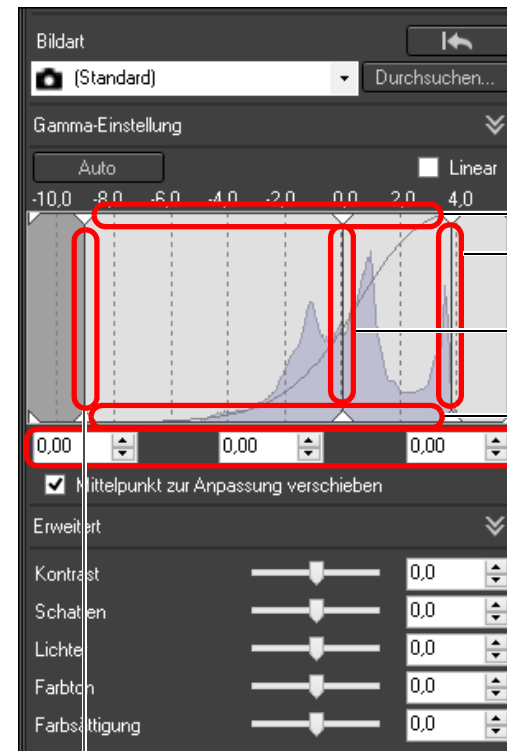 Bildart
(Standard)
Durchsuchen...
Gamma-Einstellung
Auto
Linear
-10,0 -8,0 -6,0 -4,0 -2,0 0,0 2,0 4,0
0,00 0,00 0,00
Mittelpunkt zur Anpassung verschieben
Erweitert
Kontrast 0,0
Schatten 0,0
Lichter 0,0
Farbton 0,0
Farbsättigung 0,0